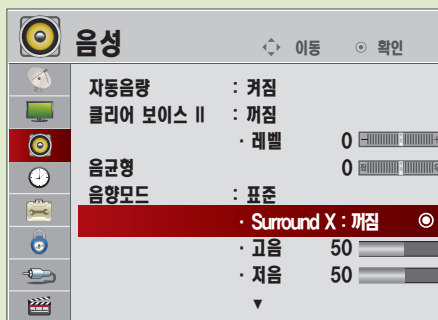 음성 이동 확인
자동음량 : 켜짐
클리어 보이스 II : 꺼짐
· 레벨 0
음균형 0
음향모드 : 표준
· Surround X : 꺼짐
· 고음 50
· 저음 50